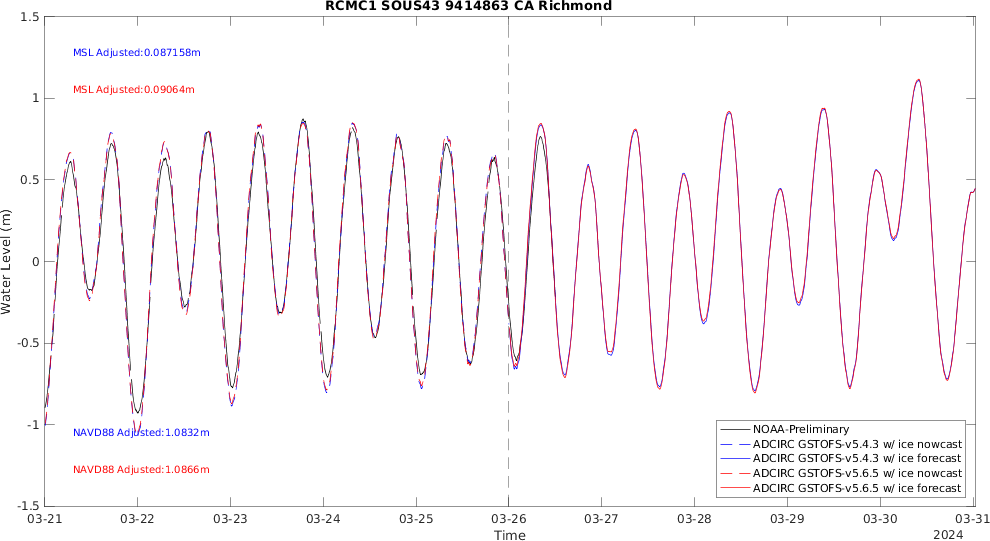 RCMC1 SOUS43 9414863 CA Richmond
1.5
1
0.5
0
-0.5
-1
-1.5
Water Level (m)
MSL Adjusted:0.087158m
MSL Adjusted:0.09064m
NAVD88 Adjusted:1.0832m
NAVD88 Adjusted:1.0866m
NOAA-Preliminary
ADCIRC GSTOFS-v5.4.3 w/ ice nowcast
ADCIRC GSTOFS-v5.4.3 w/ ice forecast
ADCIRC GSTOFS-v5.6.5 w/ ice nowcast
ADCIRC GSTOFS-v5.6.5 w/ ice forecast
03-21 03-22 03-23 03-24 03-25 03-26 03-27 03-28 03-29 03-30 03-31
Time
2024